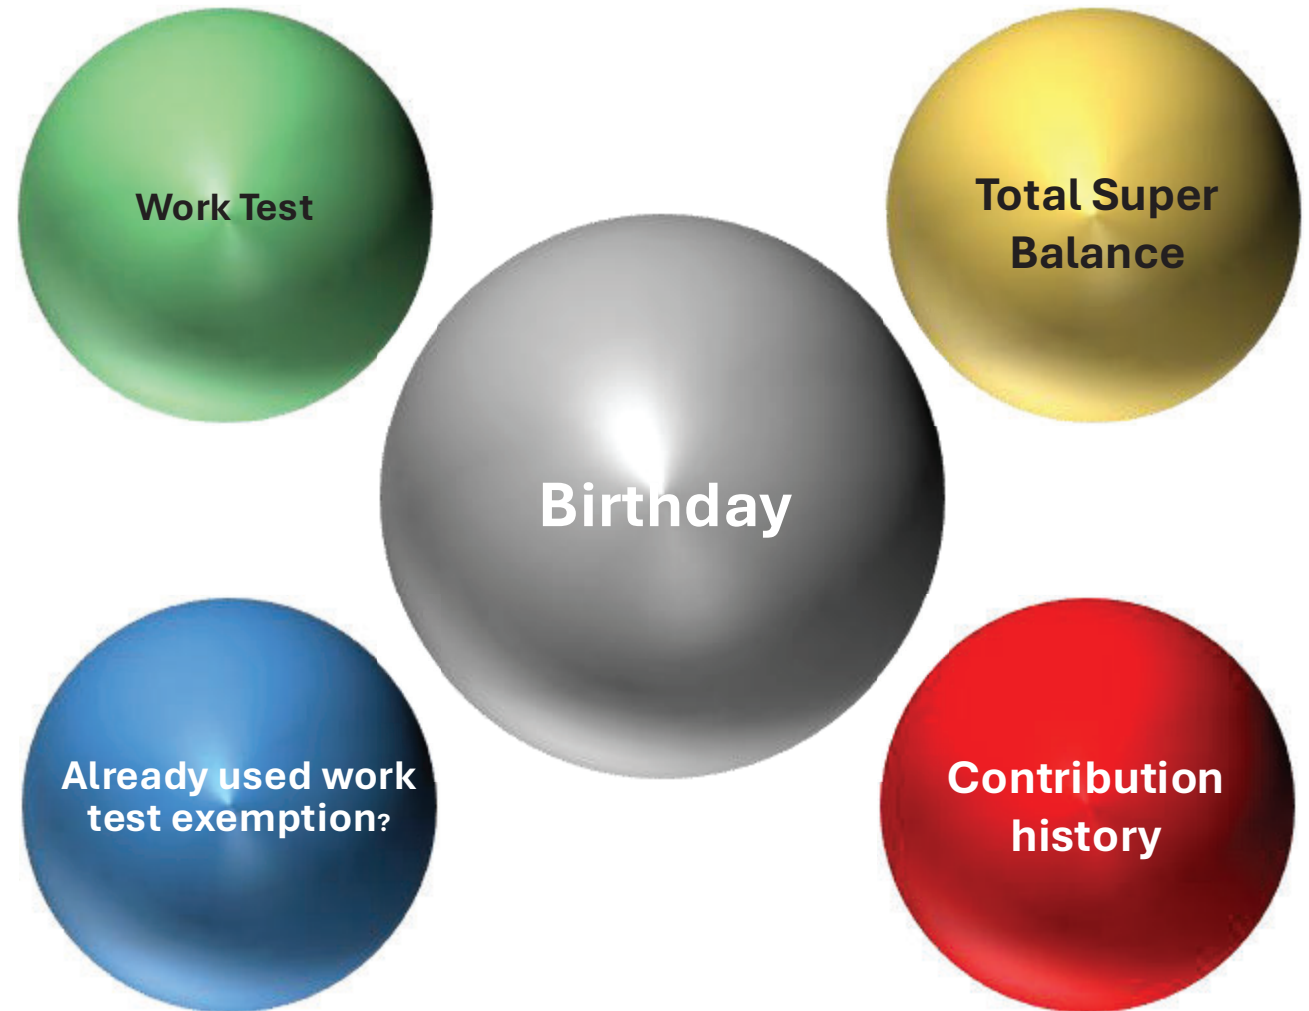 Work Test
Total Super
Balance
Birthday
Already used work
test exemption?
Contribution
history